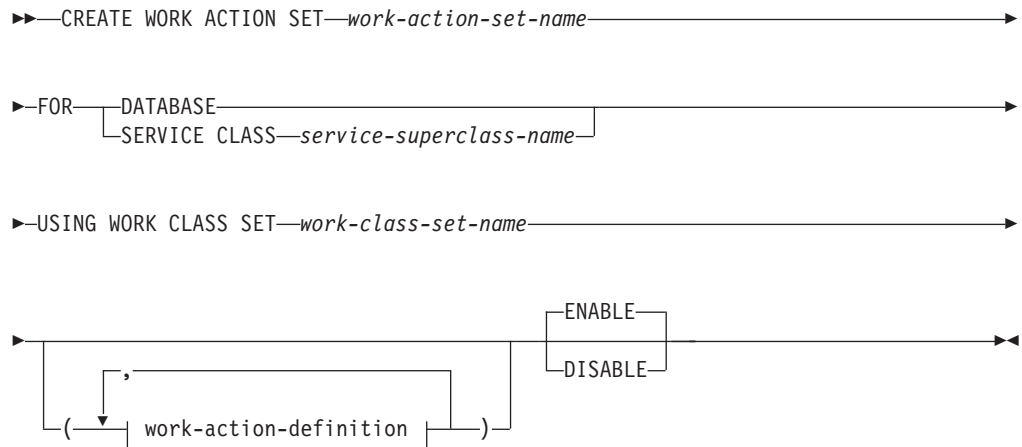 CREATE WORK ACTION SET work-action-set-name
FOR DATABASE
SERVICE CLASS service-superclass-name
USING WORK CLASS SET work-class-set-name
ENABLE
DISABLE
,
( work-action-definition )